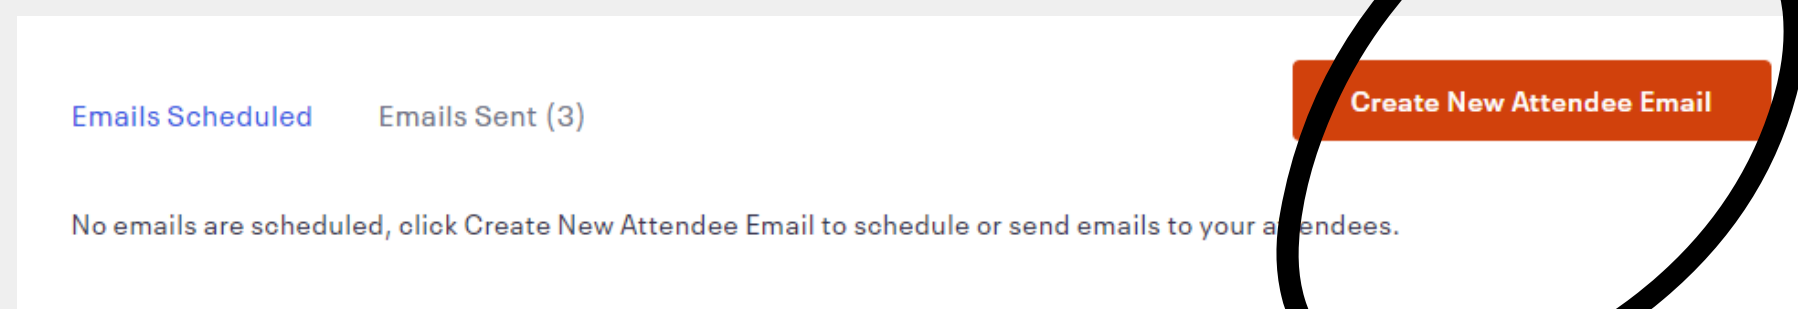 Emails Scheduled Emails Sent (3)
Create New Attendee Email
No emails are scheduled, click Create New Attendee Email to schedule or send emails to your attendees.